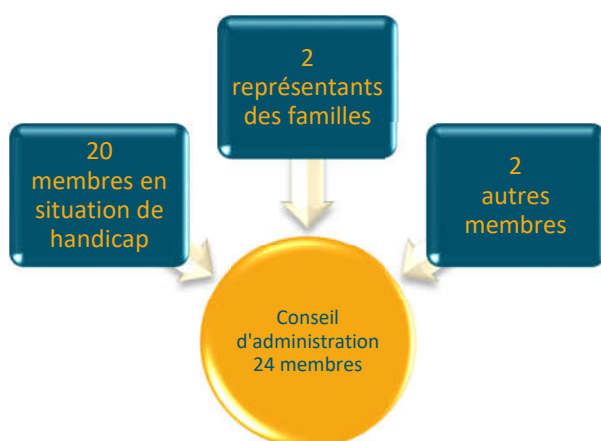 2
représentants
des familles
20
membres en
situation de
handicap
2
autres
membres
Conseil
d'administration
24 membres